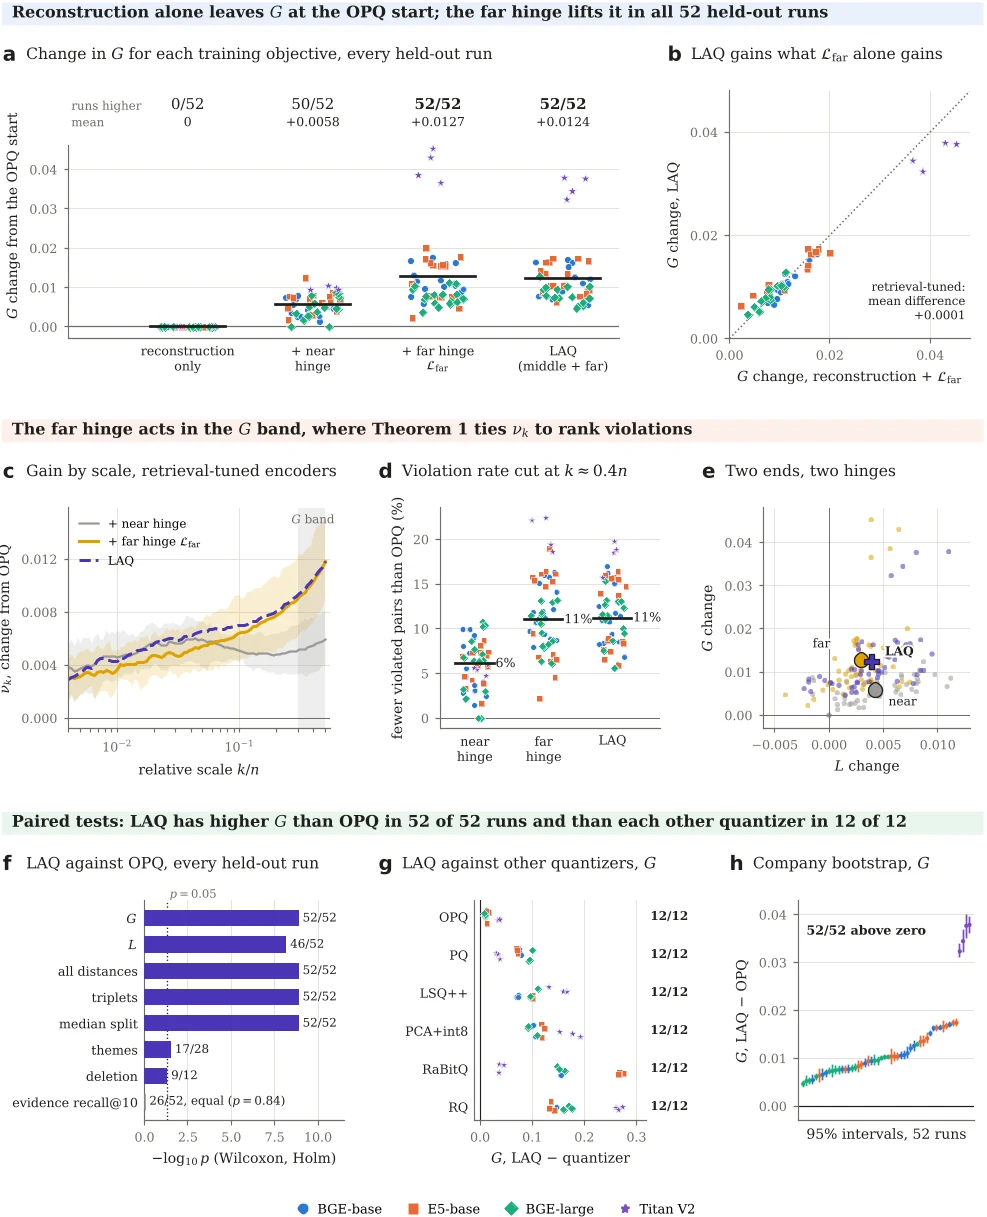 Reconstruction alone leaves G at the OPQ start; the far hinge lifts it in all 52 held-out runs
a Change in G for each training objective, every held-out run
runs higher 0/52 50/52 52/52 52/52
mean 0 +0.0058 +0.0127 +0.0124
G change from the OPQ start
0.04
0.03
0.02
0.01
0.00
reconstruction only
+ near hinge
+ far hinge ℒfar
LAQ (middle + far)
b LAQ gains what ℒfar alone gains
G change, LAQ
0.04
0.02
0.00
retrieval-tuned:
mean difference
+0.0001
0.00 0.02 0.04
G change, reconstruction + ℒfar
The far hinge acts in the G band, where Theorem 1 ties νk to rank violations
c Gain by scale, retrieval-tuned encoders
νk, change from OPQ
+ near hinge
+ far hinge ℒfar
LAQ
G band
0.012
0.008
0.004
0.000
10⁻² 10⁻¹
relative scale k/n
d Violation rate cut at k ≈ 0.4n
fewer violated pairs than OPQ (%)
20
15
10
5
0
6%
11%
11%
near hinge
far hinge
LAQ
e Two ends, two hinges
G change
0.04
0.03
0.02
0.01
0.00
far
LAQ
near
−0.005 0.000 0.005 0.010
L change
Paired tests: LAQ has higher G than OPQ in 52 of 52 runs and than each other quantizer in 12 of 12
f LAQ against OPQ, every held-out run
p = 0.05
G 52/52
L 46/52
all distances 52/52
triplets 52/52
median split 52/52
themes 17/28
deletion 9/12
evidence recall@10 26/52, equal (p = 0.84)
0.0 2.5 5.0 7.5 10.0
−log₁₀ p (Wilcoxon, Holm)
g LAQ against other quantizers, G
OPQ 12/12
PQ 12/12
LSQ++ 12/12
PCA+int8 12/12
RaBitQ 12/12
RQ 12/12
0.0 0.1 0.2 0.3
G, LAQ − quantizer
h Company bootstrap, G
G, LAQ − OPQ
52/52 above zero
0.04
0.03
0.02
0.01
0.00
95% intervals, 52 runs
BGE-base E5-base BGE-large Titan V2